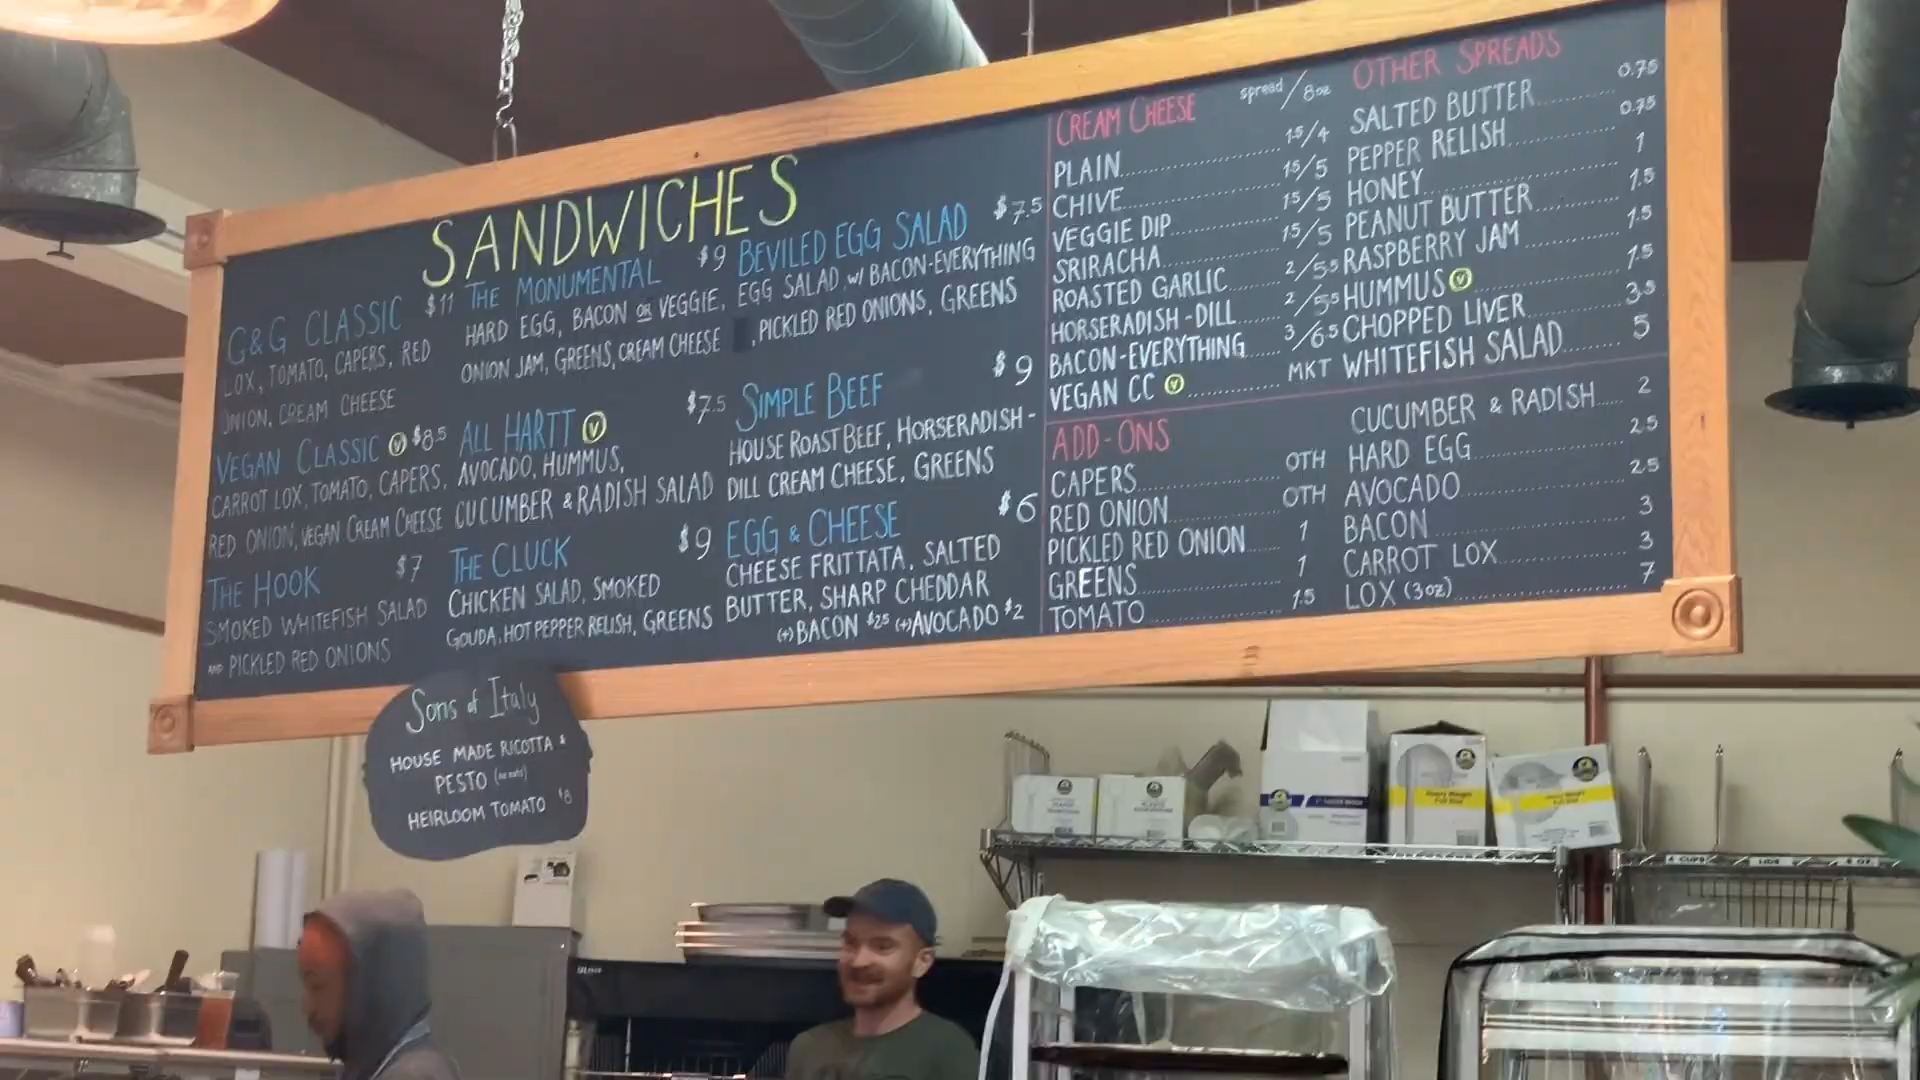 SANDWICHES
G&G CLASSIC $11
LOX, TOMATO, CAPERS, RED
ONION, CREAM CHEESE
VEGAN CLASSIC Ⓥ $8.5
CARROT LOX, TOMATO, CAPERS,
RED ONION, VEGAN CREAM CHEESE
THE HOOK $7
SMOKED WHITEFISH SALAD
AND PICKLED RED ONIONS
THE MONUMENTAL $9
HARD EGG, BACON OR VEGGIE,
ONION JAM, GREENS, CREAM CHEESE
ALL HARTT Ⓥ $7.5
AVOCADO, HUMMUS,
CUCUMBER & RADISH SALAD
THE CLUCK $9
CHICKEN SALAD, SMOKED
GOUDA, HOT PEPPER RELISH, GREENS
BEVILED EGG SALAD $7.5
EGG SALAD w/ BACON-EVERYTHING
, PICKLED RED ONIONS, GREENS
SIMPLE BEEF $9
HOUSE ROAST BEEF, HORSERADISH-
DILL CREAM CHEESE, GREENS
EGG & CHEESE $6
CHEESE FRITTATA, SALTED
BUTTER, SHARP CHEDDAR
(+) BACON $2.5 (+) AVOCADO $2
CREAM CHEESE spread/8oz
PLAIN 1.5/4
CHIVE 1.5/5
VEGGIE DIP 1.5/5
SRIRACHA 1.5/5
ROASTED GARLIC 2/5.5
HORSERADISH-DILL 2/5.5
BACON-EVERYTHING 3/6.5
VEGAN CC Ⓥ MKT
OTHER SPREADS
SALTED BUTTER 0.75
PEPPER RELISH 0.75
HONEY 1
PEANUT BUTTER 1.5
RASPBERRY JAM 1.5
HUMMUS Ⓥ 1.5
CHOPPED LIVER 3.5
WHITEFISH SALAD 5
ADD-ONS
CAPERS OTH
RED ONION OTH
PICKLED RED ONION 1
GREENS 1
TOMATO 1.5
CUCUMBER & RADISH 2
HARD EGG 2.5
AVOCADO 2.5
BACON 3
CARROT LOX 3
LOX (3oz) 7
Sons of Italy
HOUSE MADE RICOTTA &
PESTO (no nuts)
HEIRLOOM TOMATO $8
4 CUPS LIDS 6 OZ